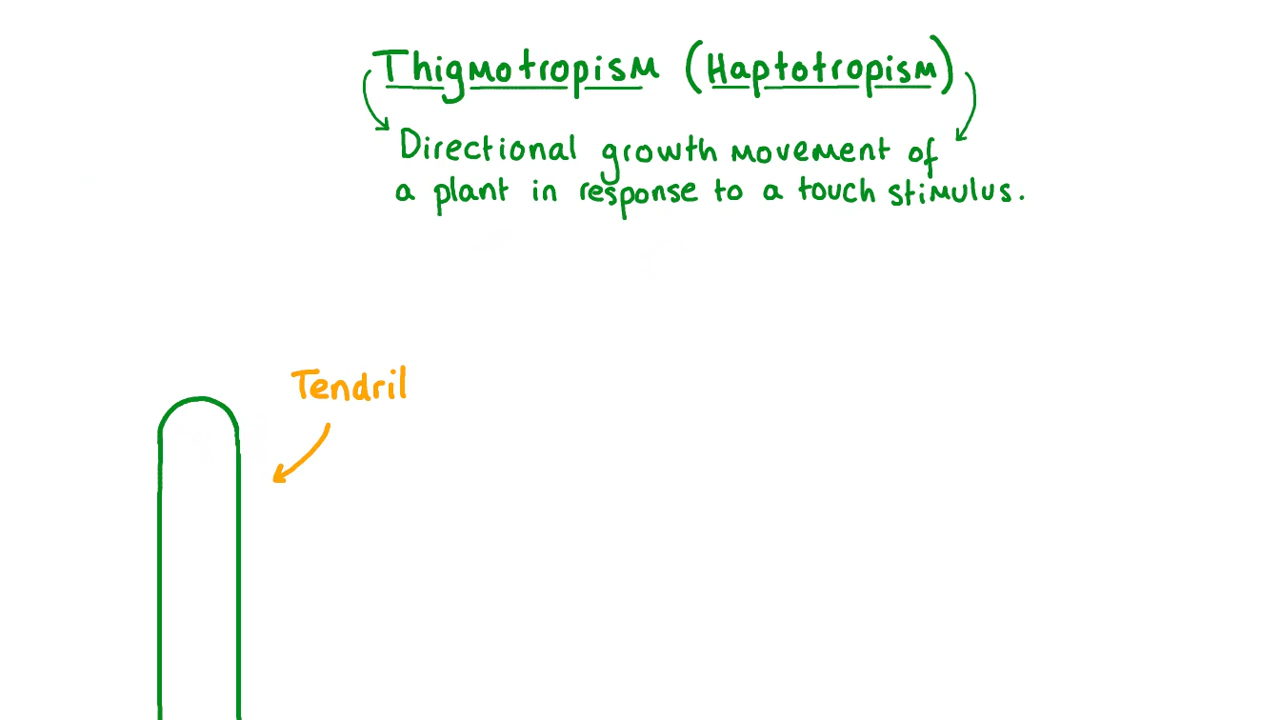 Thigmotropism (Haptotropism)
Directional growth movement of
a plant in response to a touch stimulus.
Tendril